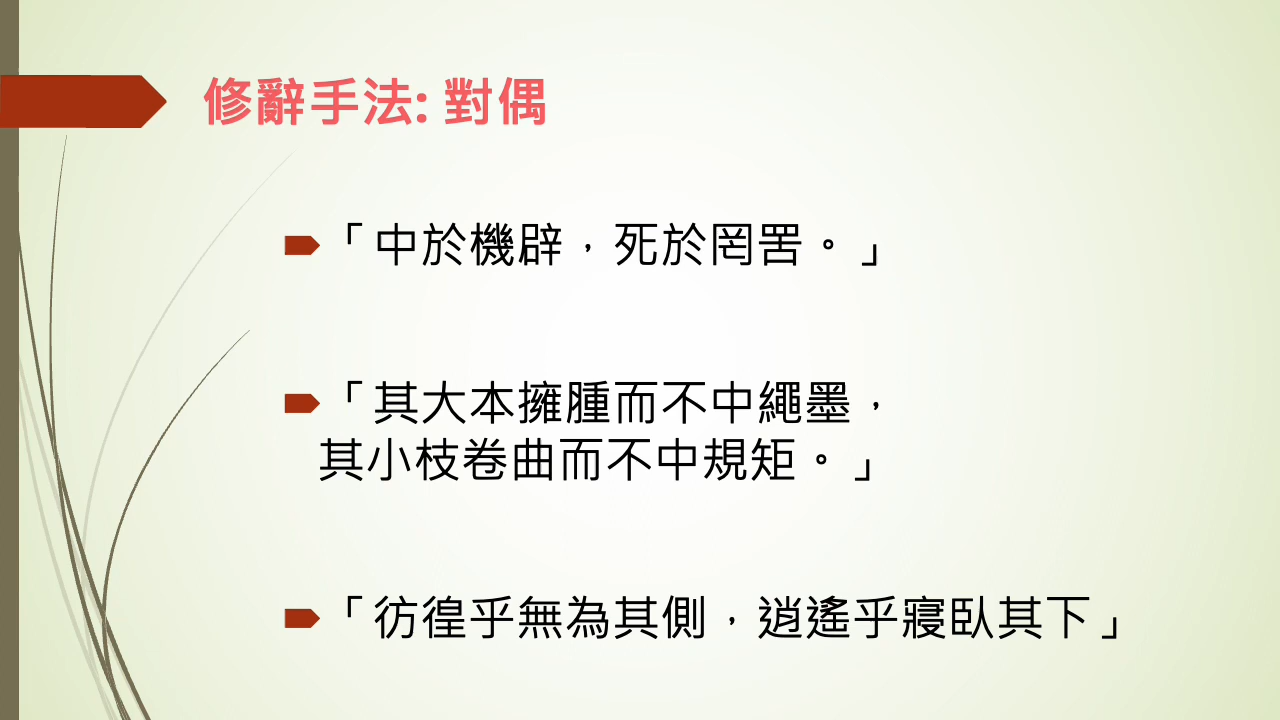 修辭手法: 對偶
「中於機辟，死於罔罟。」
「其大本擁腫而不中繩墨，
其小枝卷曲而不中規矩。」
「彷徨乎無為其側，逍遙乎寢臥其下」